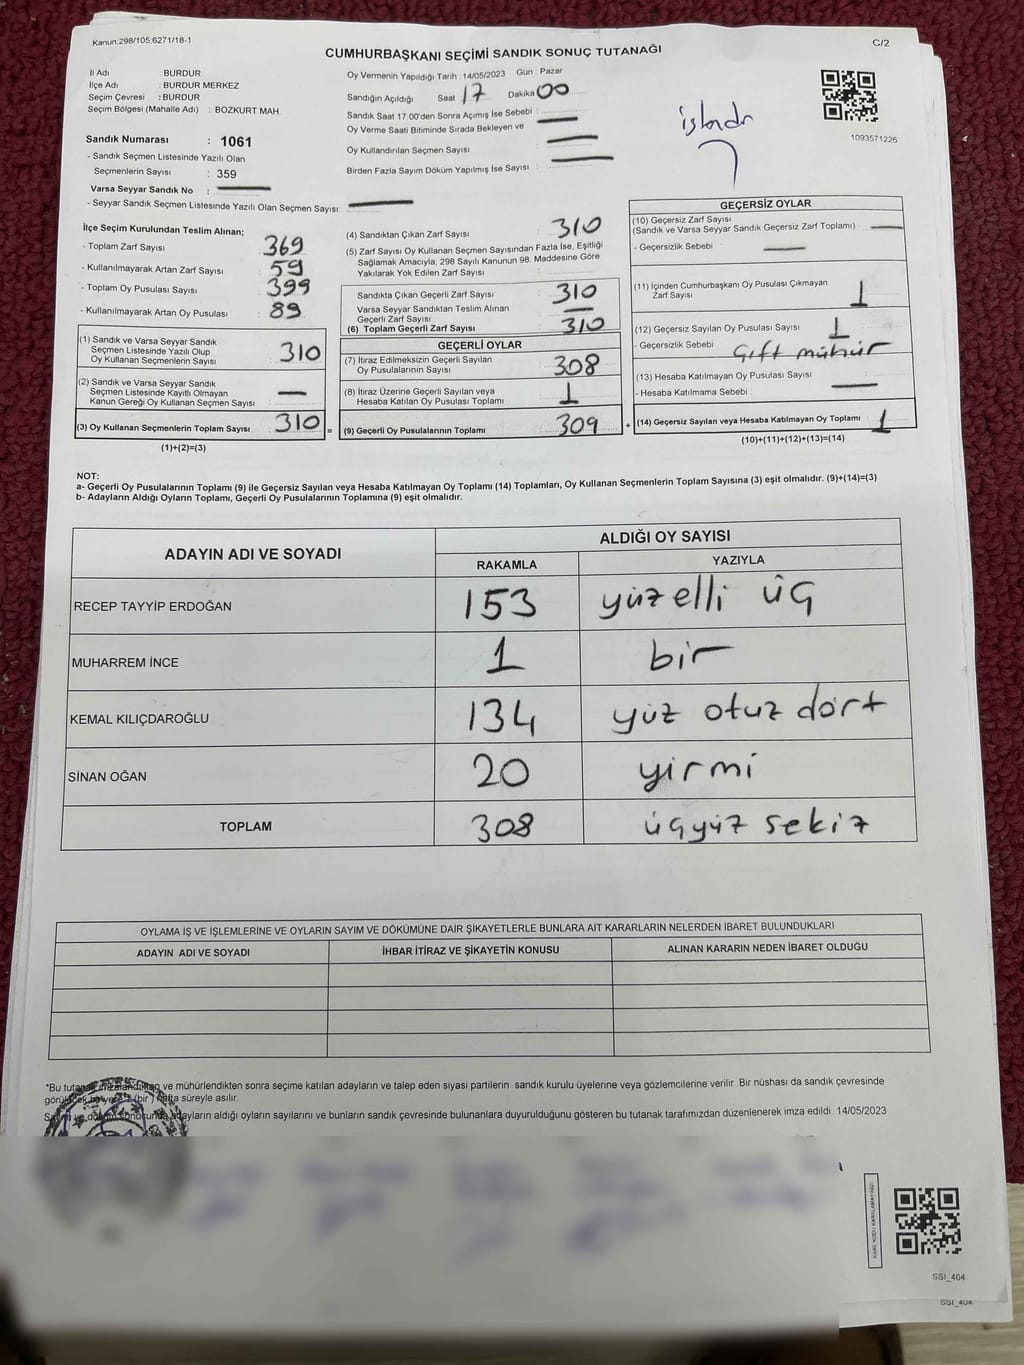 Kanun.298/105,6271/18-1
C/2
CUMHURBAŞKANI SEÇİMİ SANDIK SONUÇ TUTANAĞI
İl Adı : BURDUR
İlçe Adı : BURDUR MERKEZ
Seçim Çevresi : BURDUR
Seçim Bölgesi (Mahalle Adı) : BOZKURT MAH.
Sandık Numarası : 1061
- Sandık Seçmen Listesinde Yazılı Olan
Seçmenlerin Sayısı : 359
Varsa Seyyar Sandık No :
- Seyyar Sandık Seçmen Listesinde Yazılı Olan Seçmen Sayısı:
Oy Vermenin Yapıldığı Tarih :14/05/2023 Gün : Pazar
Sandığın Açıldığı Saat 17 Dakika 00
Sandık Saat 17.00'den Sonra Açımış İse Sebebi :
Oy Verme Saati Bitiminde Sırada Bekleyen ve
Oy Kullandırılan Seçmen Sayısı
Birden Fazla Sayım Döküm Yapılmış İse Sayısı :
1093571226
İlçe Seçim Kurulundan Teslim Alınan;
- Toplam Zarf Sayısı : 369
- Kullanılmayarak Artan Zarf Sayısı : 59
- Toplam Oy Pusulası Sayısı : 399
- Kullanılmayarak Artan Oy Pusulası : 89
(1) Sandık ve Varsa Seyyar Sandık
Seçmen Listesinde Yazılı Olup
Oy Kullanan Seçmenlerin Sayısı : 310
(2) Sandık ve Varsa Seyyar Sandık
Seçmen Listesinde Kayıtlı Olmayan
Kanun Gereği Oy Kullanan Seçmen Sayısı :
(3) Oy Kullanan Seçmenlerin Toplam Sayısı : 310 =
(1)+(2)=(3)
(4) Sandıktan Çıkan Zarf Sayısı : 310
(5) Zarf Sayısı Oy Kullanan Seçmen Sayısından Fazla İse, Eşitliği
Sağlamak Amacıyla; 298 Sayılı Kanunun 98. Maddesine Göre
Yakılarak Yok Edilen Zarf Sayısı :
Sandıkta Çıkan Geçerli Zarf Sayısı : 310
Varsa Seyyar Sandıktan Teslim Alınan
Geçerli Zarf Sayısı :
(6) Toplam Geçerli Zarf Sayısı : 310
GEÇERLİ OYLAR
(7) İtiraz Edilmeksizin Geçerli Sayılan
Oy Pusulalarının Sayısı : 308
(8) İtiraz Üzerine Geçerli Sayılan veya
Hesaba Katılan Oy Pusulası Toplamı : 1
(9) Geçerli Oy Pusulalarının Toplamı : 309 +
GEÇERSİZ OYLAR
(10) Geçersiz Zarf Sayısı
(Sandık ve Varsa Seyyar Sandık Geçersiz Zarf Toplamı) :
- Geçersizlik Sebebi :
(11) İçinden Cumhurbaşkanı Oy Pusulası Çıkmayan
Zarf Sayısı : 1
(12) Geçersiz Sayılan Oy Pusulası Sayısı : 1
- Geçersizlik Sebebi : Çift mühür
(13) Hesaba Katılmayan Oy Pusulası Sayısı :
- Hesaba Katılmama Sebebi :
(14) Geçersiz Sayılan veya Hesaba Katılmayan Oy Toplamı : 1
(10)+(11)+(12)+(13)=(14)
NOT:
a- Geçerli Oy Pusulalarının Toplamı (9) ile Geçersiz Sayılan veya Hesaba Katılmayan Oy Toplamı (14) Toplamları, Oy Kullanan Seçmenlerin Toplam Sayısına (3) eşit olmalıdır. (9)+(14)=(3)
b- Adayların Aldığı Oyların Toplamı, Geçerli Oy Pusulalarının Toplamına (9) eşit olmalıdır.
ADAYIN ADI VE SOYADI
ALDIĞI OY SAYISI
RAKAMLA YAZIYLA
RECEP TAYYİP ERDOĞAN 153 yüz elli üç
MUHARREM İNCE 1 bir
KEMAL KILIÇDAROĞLU 134 yüz otuz dört
SİNAN OĞAN 20 yirmi
TOPLAM 308 üçyüz sekiz
OYLAMA İŞ VE İŞLEMLERİNE VE OYLARIN SAYIM VE DÖKÜMÜNE DAİR ŞİKAYETLERLE BUNLARA AİT KARARLARIN NELERDEN İBARET BULUNDUKLARI
ADAYIN ADI VE SOYADI İHBAR İTİRAZ VE ŞİKAYETİN KONUSU ALINAN KARARIN NEDEN İBARET OLDUĞU
*Bu tutanak imzalandıktan ve mühürlendikten sonra seçime katılan adayların ve talep eden siyasi partilerin sandık kurulu üyelerine veya gözlemcilerine verilir. Bir nüshası da sandık çevresinde
görülecek bir yere 1 (bir) hafta süreyle asılır.
adayların aldığı oyların sayılarını ve bunların sandık çevresinde bulunanlara duyurulduğunu gösteren bu tutanak tarafımızdan düzenlenerek imza edildi. 14/05/2023
KARE KODU KARALAMAYINIZ!
SSI_404
SSI_404